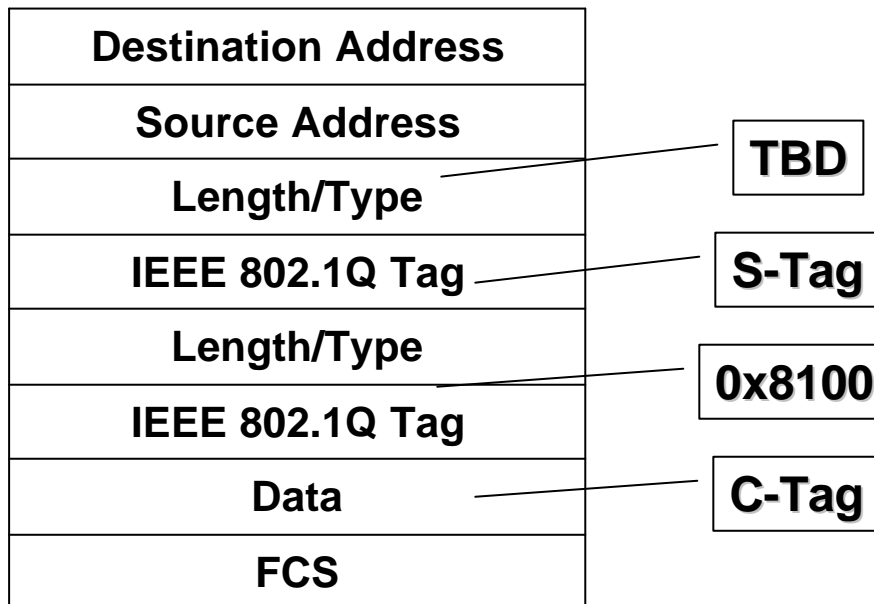 Destination Address
Source Address
TBD
Length/Type
IEEE 802.1Q Tag
S-Tag
Length/Type
0x8100
IEEE 802.1Q Tag
Data
C-Tag
FCS